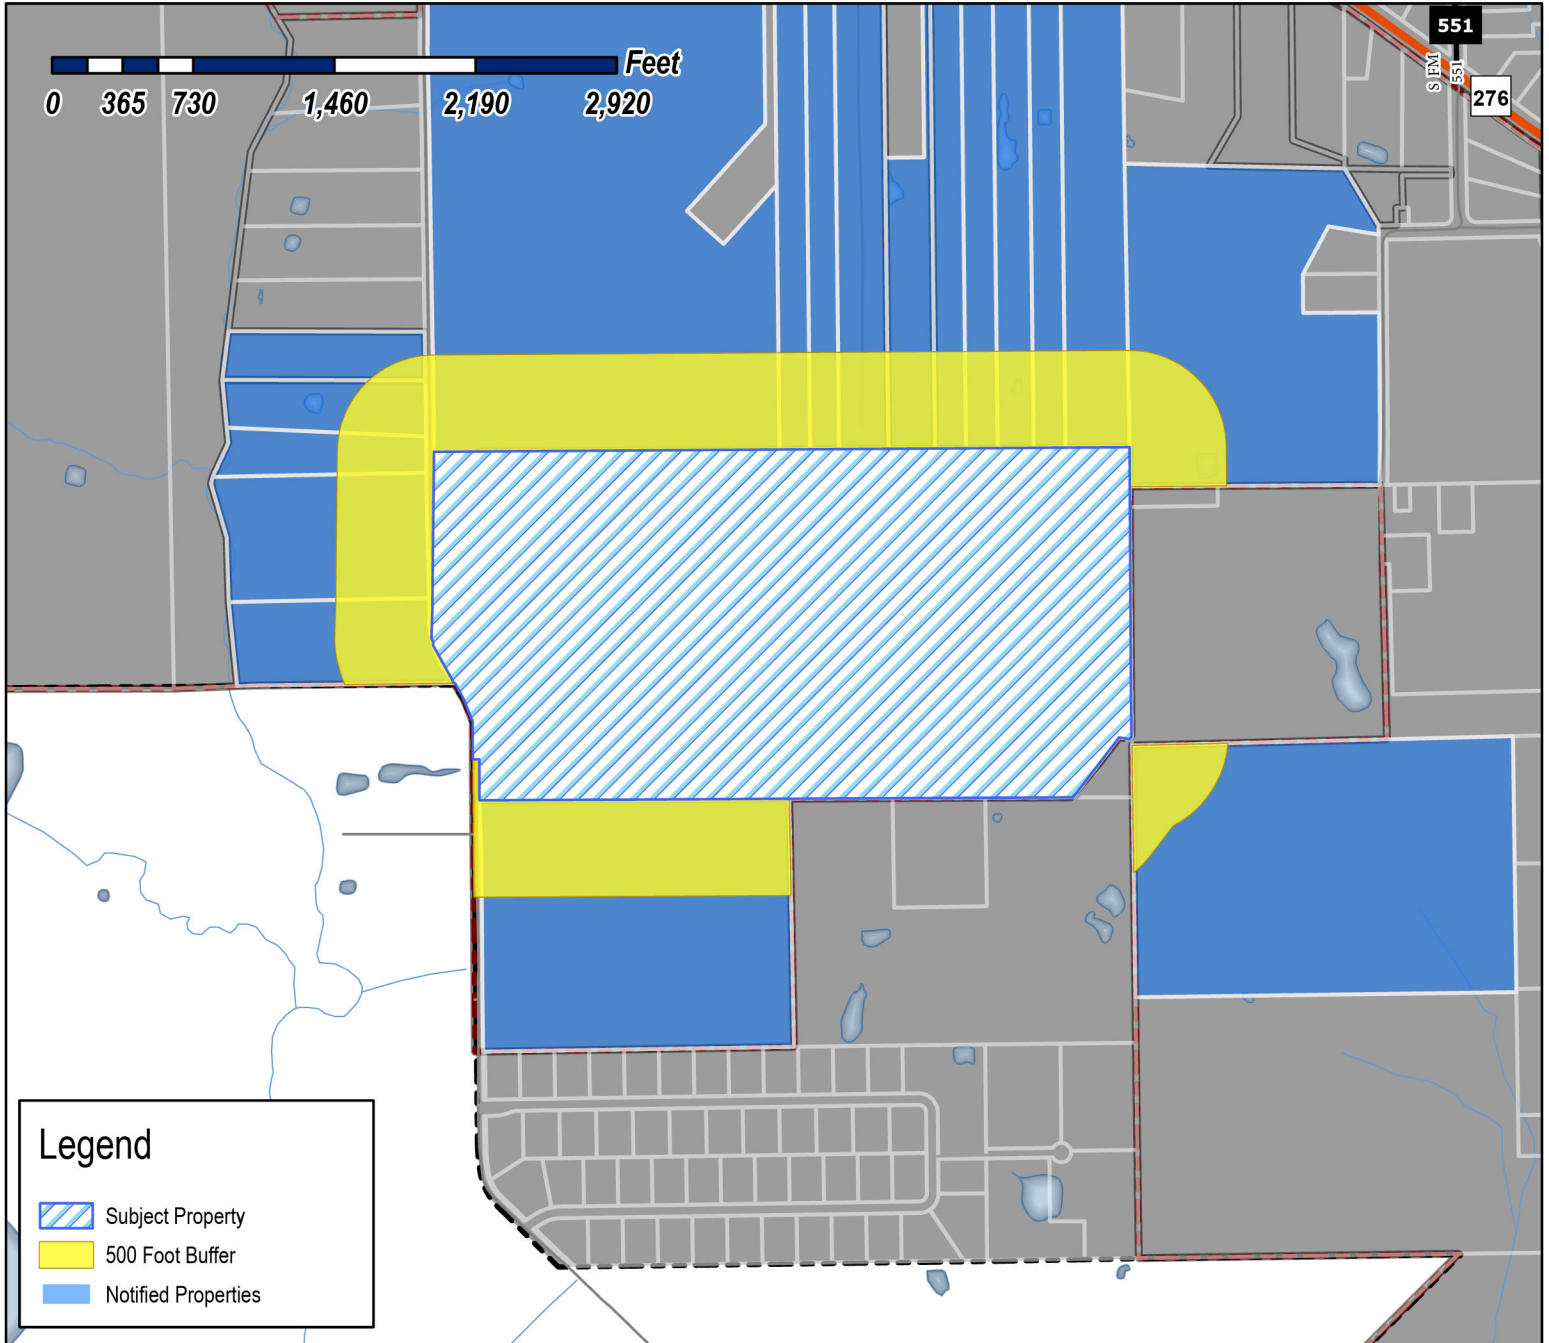 Feet
0 365 730 1,460 2,190 2,920
551
S FM
551
276
Legend
Subject Property
500 Foot Buffer
Notified Properties